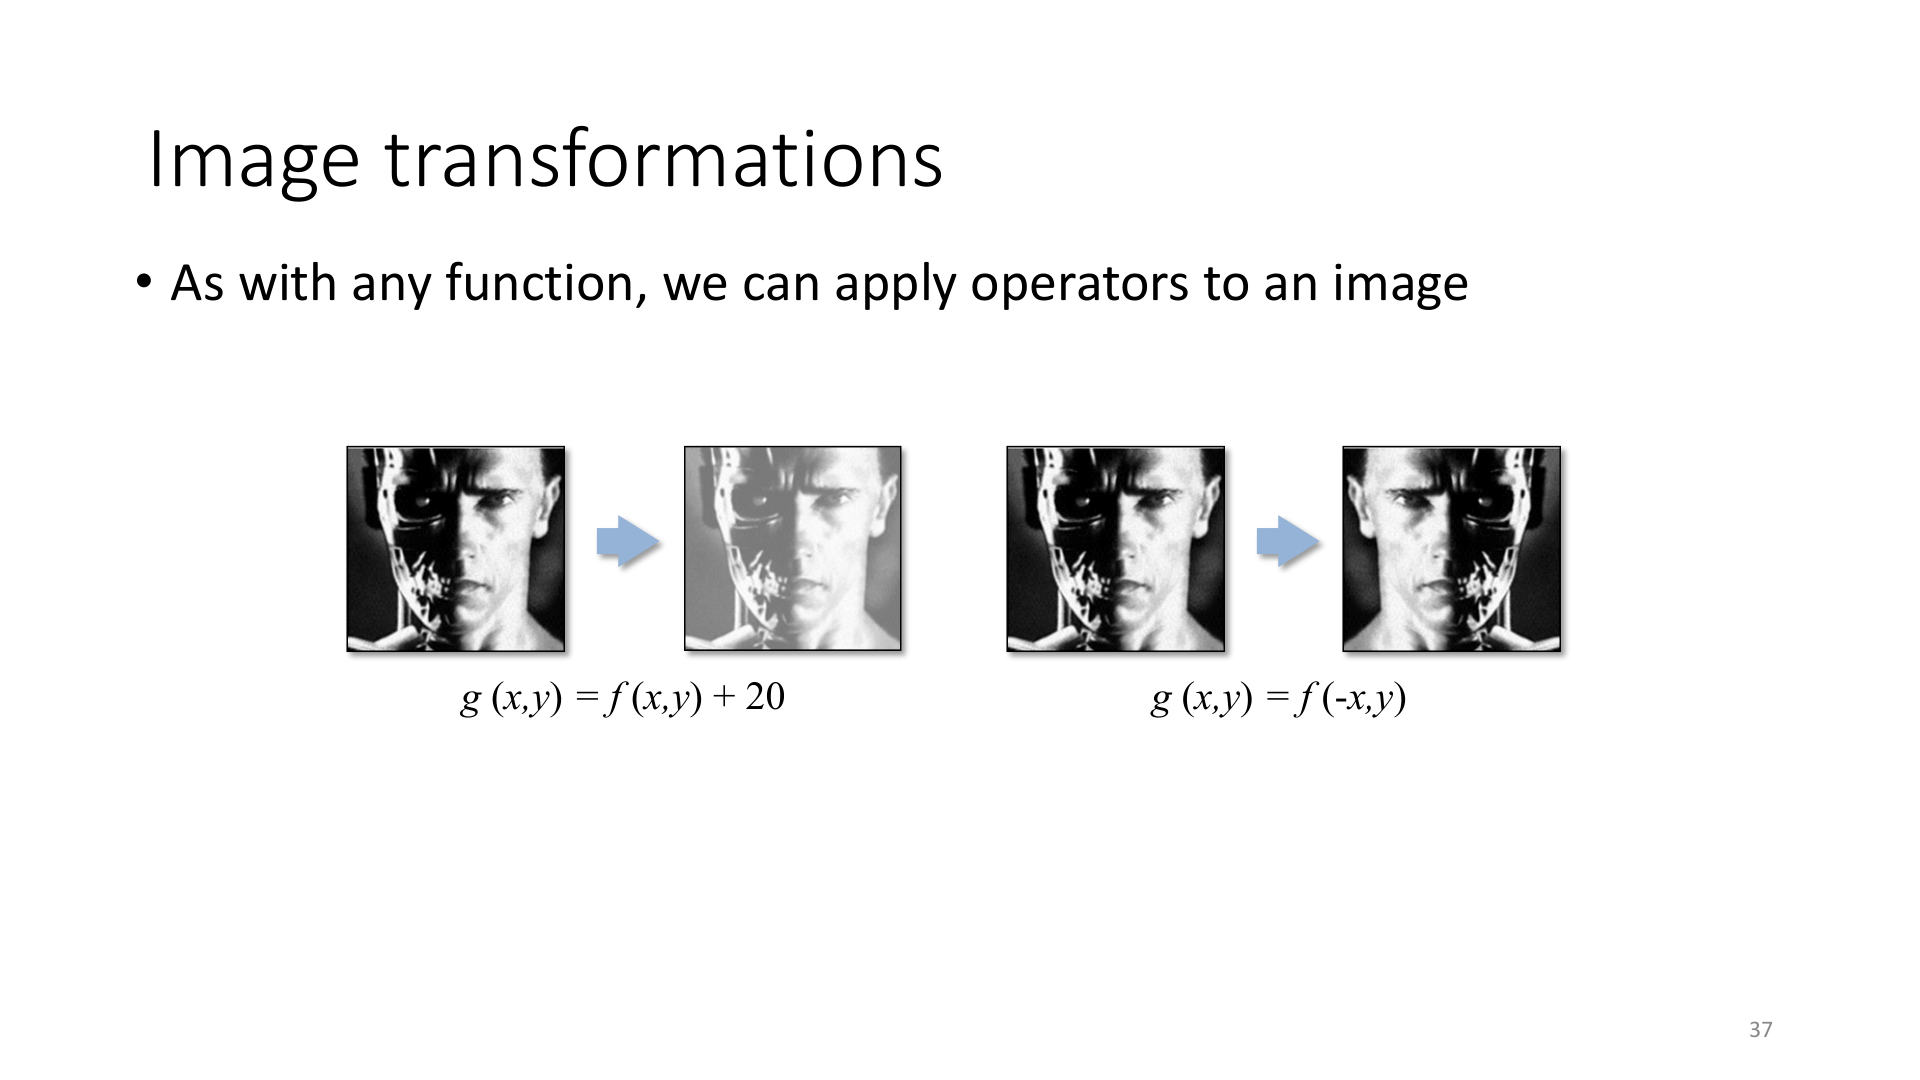 Image transformations
• As with any function, we can apply operators to an image
g (x,y) = f (x,y) + 20
g (x,y) = f (-x,y)
37